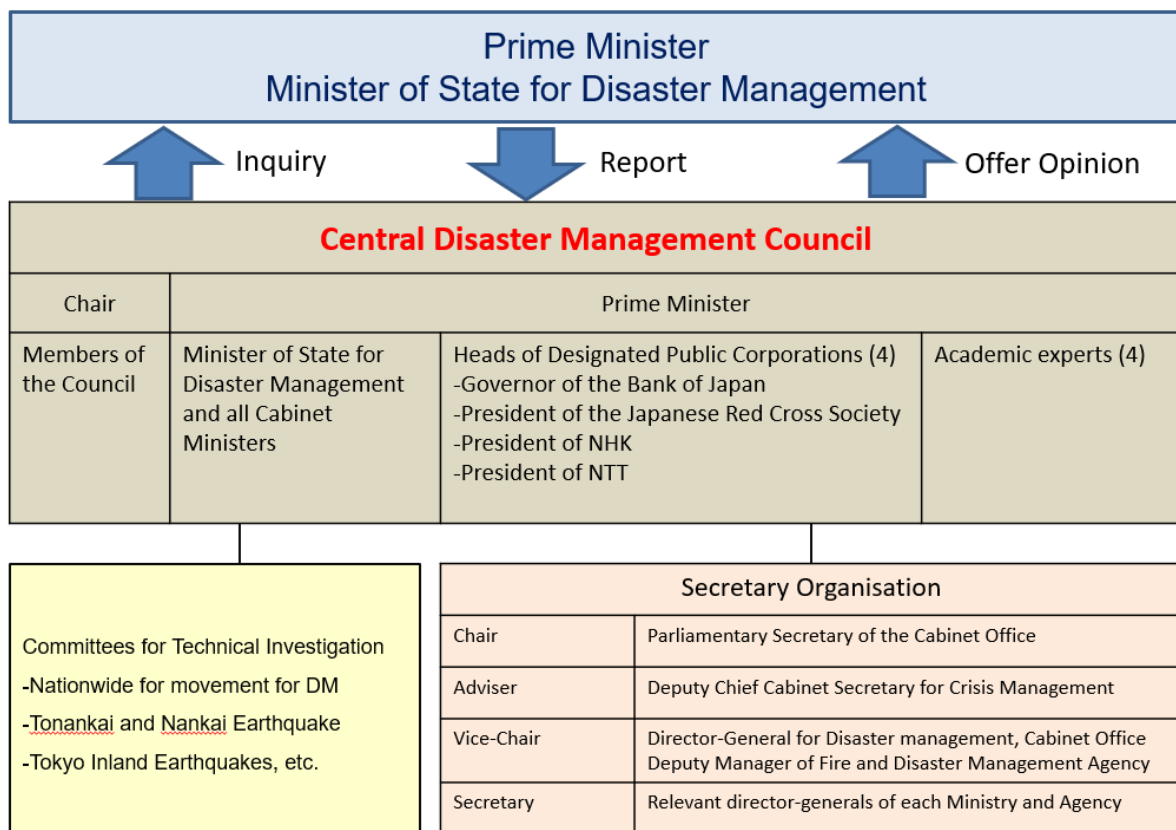 Prime Minister
Minister of State for Disaster Management
Inquiry
Report
Offer Opinion
Central Disaster Management Council
Chair
Prime Minister
Members of
the Council
Minister of State for
Disaster Management
and all Cabinet
Ministers
Heads of Designated Public Corporations (4)
-Governor of the Bank of Japan
-President of the Japanese Red Cross Society
-President of NHK
-President of NTT
Academic experts (4)
Committees for Technical Investigation
-Nationwide for movement for DM
-Tonankai and Nankai Earthquake
-Tokyo Inland Earthquakes, etc.
Secretary Organisation
Chair
Parliamentary Secretary of the Cabinet Office
Adviser
Deputy Chief Cabinet Secretary for Crisis Management
Vice-Chair
Director-General for Disaster management, Cabinet Office
Deputy Manager of Fire and Disaster Management Agency
Secretary
Relevant director-generals of each Ministry and Agency